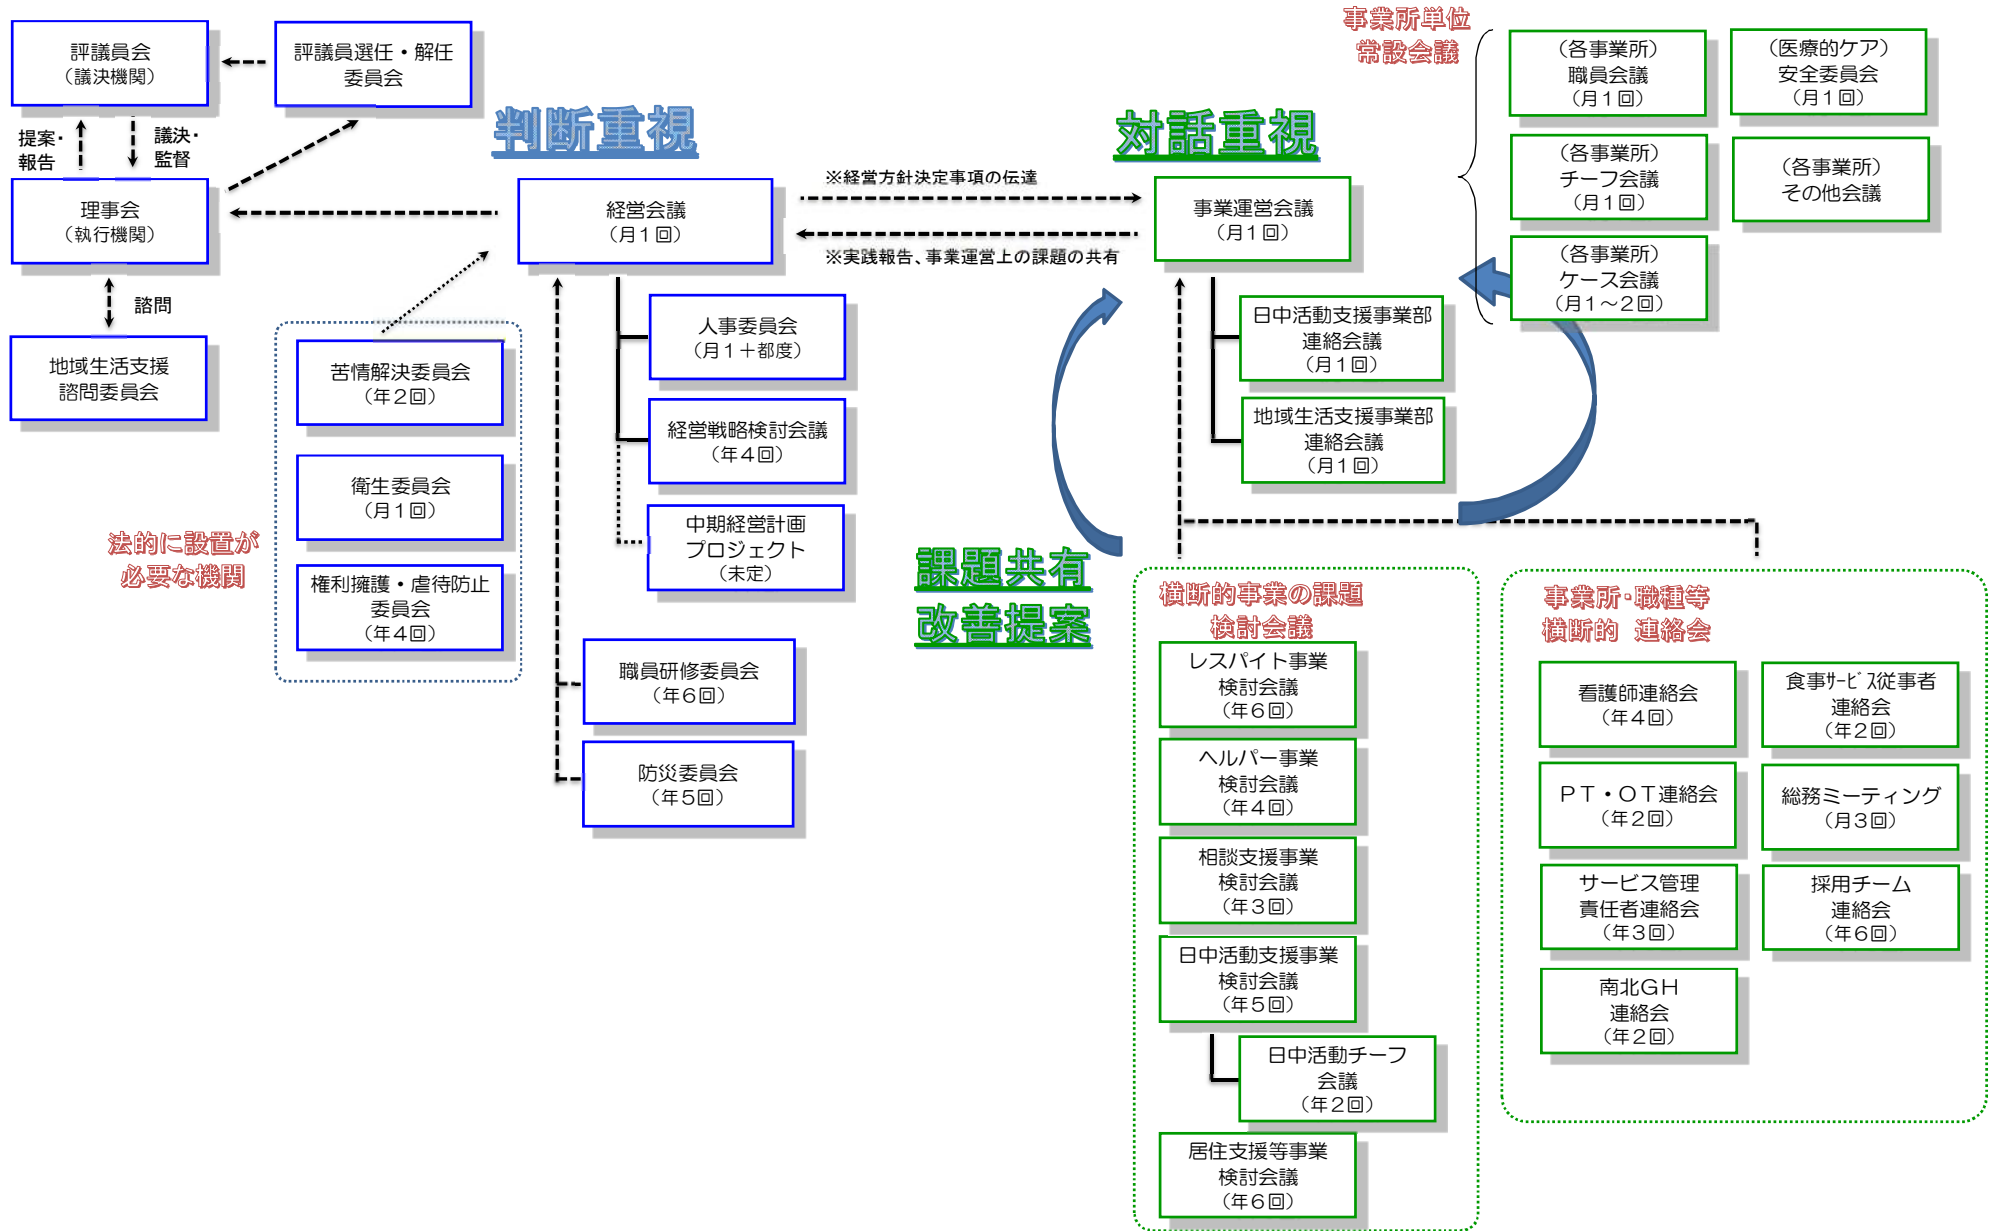 評議員会
（議決機関）
評議員選任・解任
委員会
提案・
報告
議決・
監督
理事会
（執行機関）
諮問
地域生活支援
諮問委員会
判断重視
経営会議
（月１回）
※経営方針決定事項の伝達
※実践報告、事業運営上の課題の共有
苦情解決委員会
（年２回）
衛生委員会
（月１回）
権利擁護・虐待防止
委員会
（年４回）
法的に設置が
必要な機関
人事委員会
（月１＋都度）
経営戦略検討会議
（年４回）
中期経営計画
プロジェクト
（未定）
職員研修委員会
（年６回）
防災委員会
（年５回）
対話重視
事業運営会議
（月１回）
日中活動支援事業部
連絡会議
（月１回）
地域生活支援事業部
連絡会議
（月１回）
事業所単位
常設会議
（各事業所）
職員会議
（月１回）
（医療的ケア）
安全委員会
（月１回）
（各事業所）
チーフ会議
（月１回）
（各事業所）
その他会議
（各事業所）
ケース会議
（月１～２回）
課題共有
改善提案
横断的事業の課題
検討会議
レスパイト事業
検討会議
（年６回）
ヘルパー事業
検討会議
（年４回）
相談支援事業
検討会議
（年３回）
日中活動支援事業
検討会議
（年５回）
日中活動チーフ
会議
（年２回）
居住支援等事業
検討会議
（年６回）
事業所・職種等
横断的 連絡会
看護師連絡会
（年４回）
食事ｻｰﾋﾞｽ従事者
連絡会
（年２回）
ＰＴ・ＯＴ連絡会
（年２回）
総務ミーティング
（月３回）
サービス管理
責任者連絡会
（年３回）
採用チーム
連絡会
（年６回）
南北ＧＨ
連絡会
（年２回）